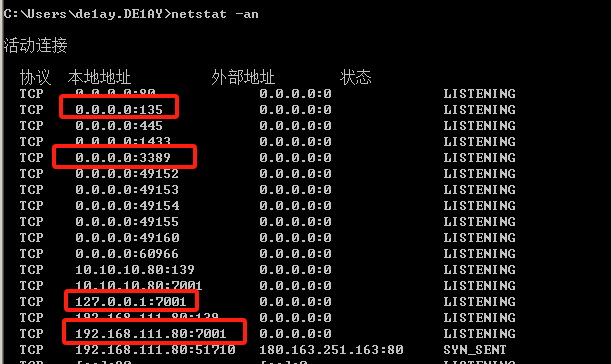 C:\Users\de1ay.DE1AY>netstat -an
活动连接
协议 本地地址 外部地址 状态
TCP 0.0.0.0:80 0.0.0.0:0 LISTENING
TCP 0.0.0.0:135 0.0.0.0:0 LISTENING
TCP 0.0.0.0:445 0.0.0.0:0 LISTENING
TCP 0.0.0.0:1433 0.0.0.0:0 LISTENING
TCP 0.0.0.0:3389 0.0.0.0:0 LISTENING
TCP 0.0.0.0:49152 0.0.0.0:0 LISTENING
TCP 0.0.0.0:49153 0.0.0.0:0 LISTENING
TCP 0.0.0.0:49154 0.0.0.0:0 LISTENING
TCP 0.0.0.0:49155 0.0.0.0:0 LISTENING
TCP 0.0.0.0:49160 0.0.0.0:0 LISTENING
TCP 0.0.0.0:60966 0.0.0.0:0 LISTENING
TCP 10.10.10.80:139 0.0.0.0:0 LISTENING
TCP 10.10.10.80:7001 0.0.0.0:0 LISTENING
TCP 127.0.0.1:7001 0.0.0.0:0 LISTENING
TCP 192.168.111.80:139 0.0.0.0:0 LISTENING
TCP 192.168.111.80:7001 0.0.0.0:0 LISTENING
TCP 192.168.111.80:51710 180.163.251.163:80 SYN_SENT